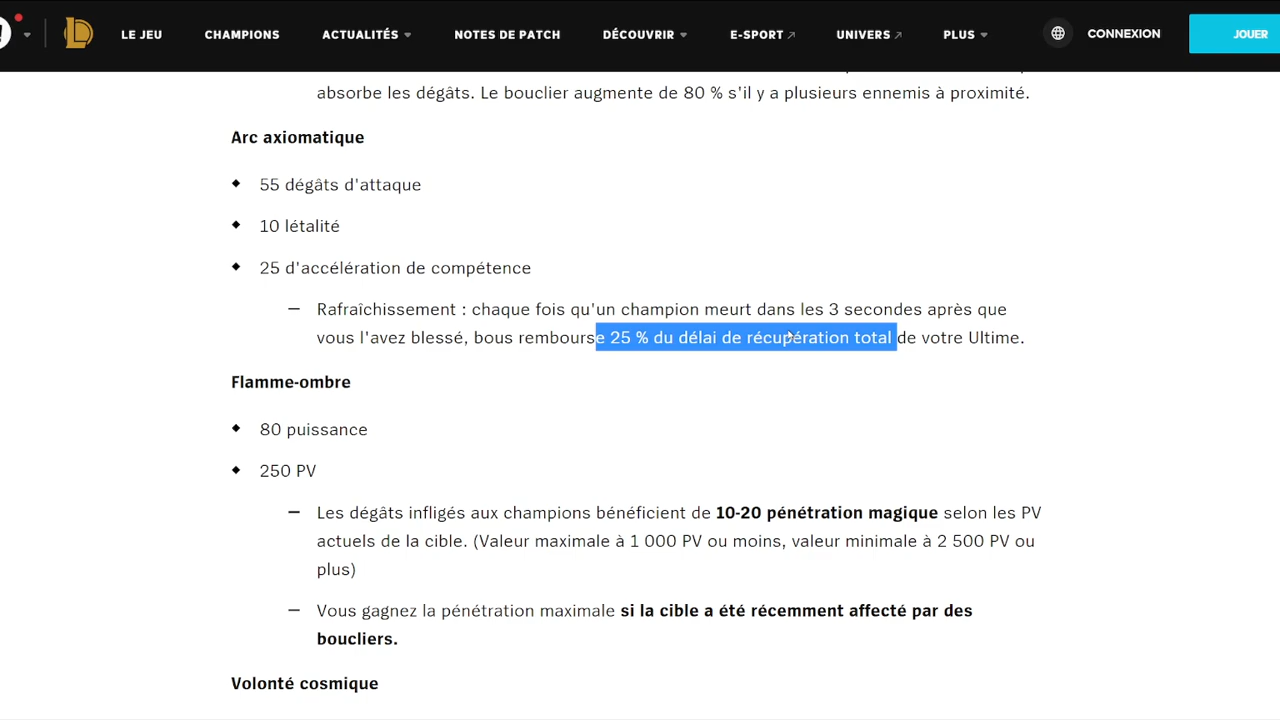 LE JEU CHAMPIONS ACTUALITÉS NOTES DE PATCH DÉCOUVRIR E-SPORT UNIVERS PLUS CONNEXION JOUER
absorbe les dégâts. Le bouclier augmente de 80 % s'il y a plusieurs ennemis à proximité.
Arc axiomatique
55 dégâts d'attaque
10 létalité
25 d'accélération de compétence
— Rafraîchissement : chaque fois qu'un champion meurt dans les 3 secondes après que
vous l'avez blessé, bous rembourse 25 % du délai de récupération total de votre Ultime.
Flamme-ombre
80 puissance
250 PV
— Les dégâts infligés aux champions bénéficient de 10-20 pénétration magique selon les PV
actuels de la cible. (Valeur maximale à 1 000 PV ou moins, valeur minimale à 2 500 PV ou
plus)
— Vous gagnez la pénétration maximale si la cible a été récemment affecté par des
boucliers.
Volonté cosmique